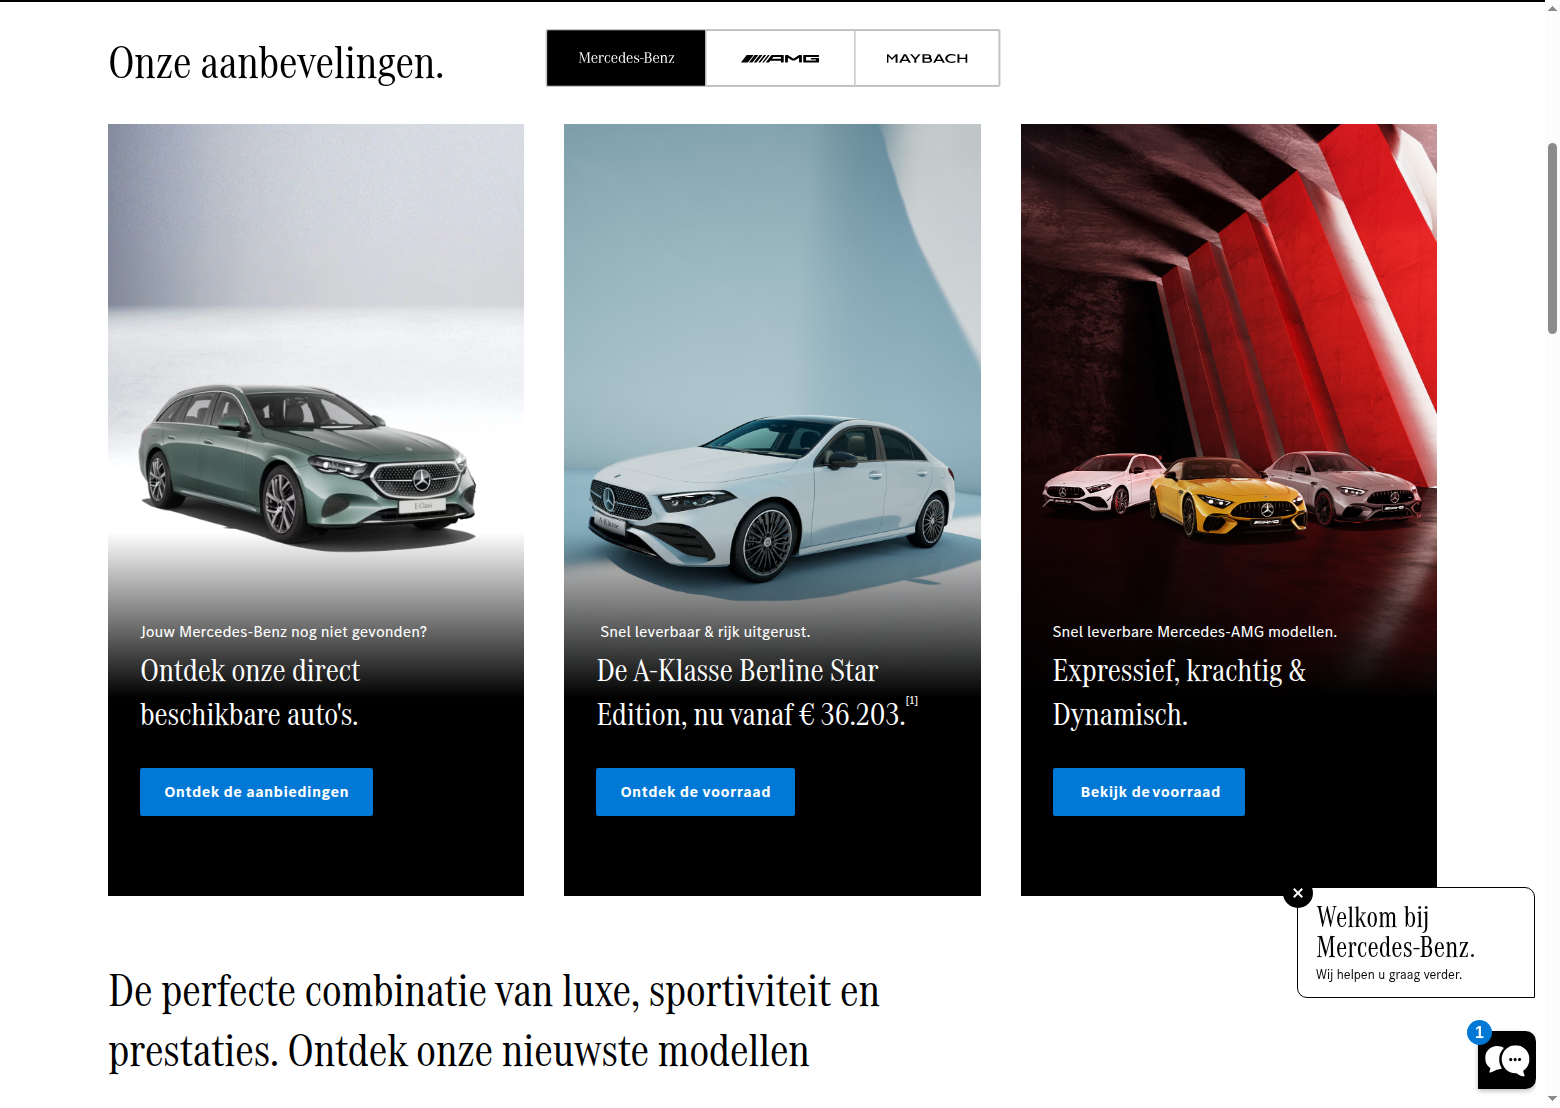 Onze aanbevelingen.
Mercedes-Benz
AMG
MAYBACH
E-Class
Jouw Mercedes-Benz nog niet gevonden?
Ontdek onze direct
beschikbare auto's.
Ontdek de aanbiedingen
A-Klasse
Snel leverbaar & rijk uitgerust.
De A-Klasse Berline Star
Edition, nu vanaf € 36.203.[1]
Ontdek de voorraad
AMG
Snel leverbare Mercedes-AMG modellen.
Expressief, krachtig &
Dynamisch.
Bekijk de voorraad
Welkom bij
Mercedes-Benz.
Wij helpen u graag verder.
1
De perfecte combinatie van luxe, sportiviteit en
prestaties. Ontdek onze nieuwste modellen